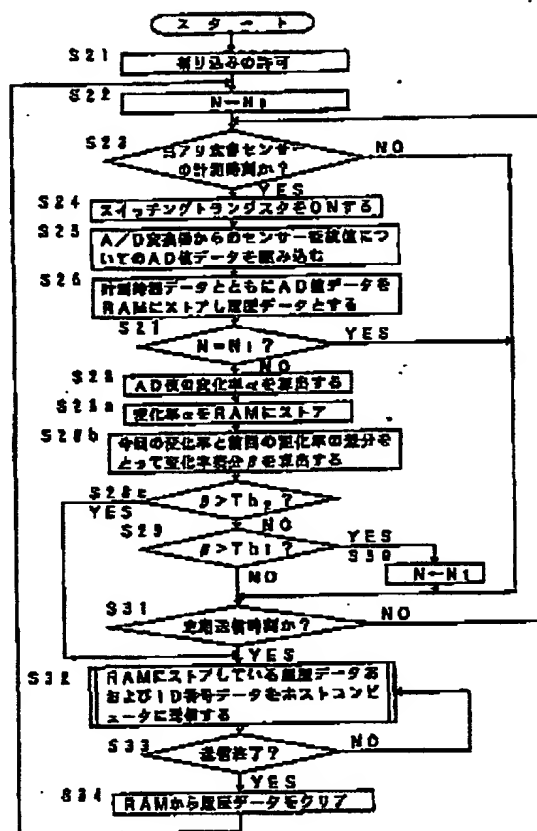 スタート
S21
割り込みの許可
S22
N←N₀
S23
シロアリ食害センサー
の計測時刻か?
NO
YES
S24
スイッチングトランジスタをONする
S25
A/D変換器からのセンサー抵抗値につ
いてのAD値データを取り込む
S26
計測時刻データとともにAD値データを
RAMにストアし履歴データとする
S27
N=N1?
YES
NO
S28
AD値の変化率αを算出する
S28a
変化率αをRAMにストア
S28b
今回の変化率と前回の変化率の差分を
とって変化率差分βを算出する
S28c
β>Th₂?
YES
NO
S29
β>Th1?
YES
S30
N←N1
NO
S31
定期送信時刻か?
NO
YES
S32
RAMにストアしている履歴データお
およびID番号データをホストコンピ
ュータに送信する
S33
送信終了?
NO
YES
S34
RAMから履歴データをクリア